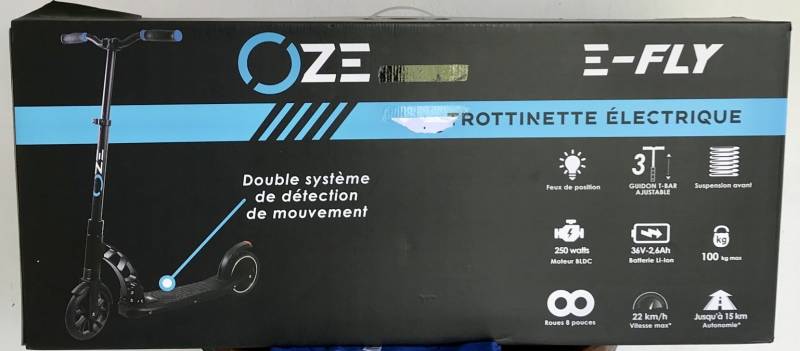 OZE
E-FLY
TROTTINETTE ÉLECTRIQUE
OZE
Double système
de détection
de mouvement
Feux de position
3
GUIDON T-BAR
AJUSTABLE
Suspension avant
250 watts
Moteur BLDC
36V-2,6Ah
Batterie Li-Ion
kg
100 kg max
Roues 8 pouces
22 km/h
Vitesse max*
Jusqu'à 15 km
Autonomie*